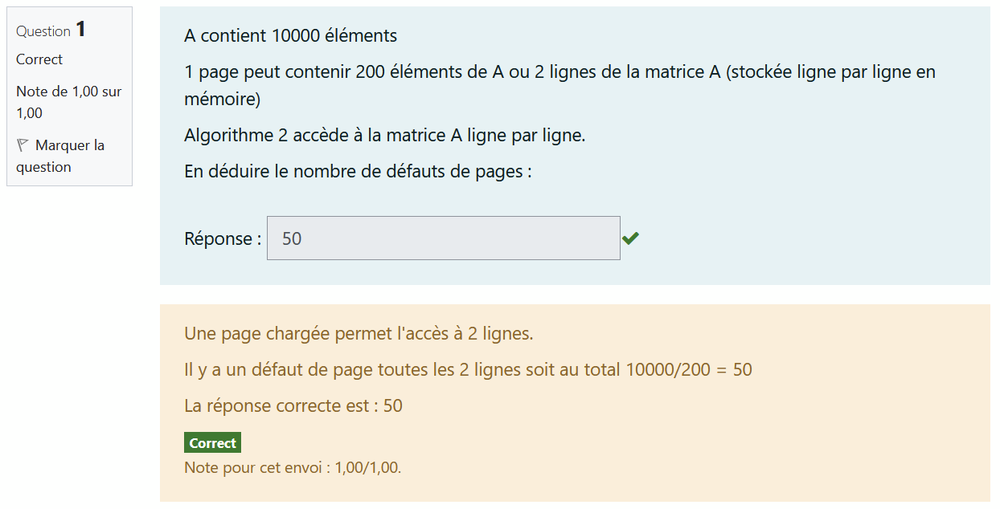 Question 1
Correct
Note de 1,00 sur
1,00
Marquer la
question
A contient 10000 éléments
1 page peut contenir 200 éléments de A ou 2 lignes de la matrice A (stockée ligne par ligne en
mémoire)
Algorithme 2 accède à la matrice A ligne par ligne.
En déduire le nombre de défauts de pages :
Réponse : 50
Une page chargée permet l'accès à 2 lignes.
Il y a un défaut de page toutes les 2 lignes soit au total 10000/200 = 50
La réponse correcte est : 50
Correct
Note pour cet envoi : 1,00/1,00.